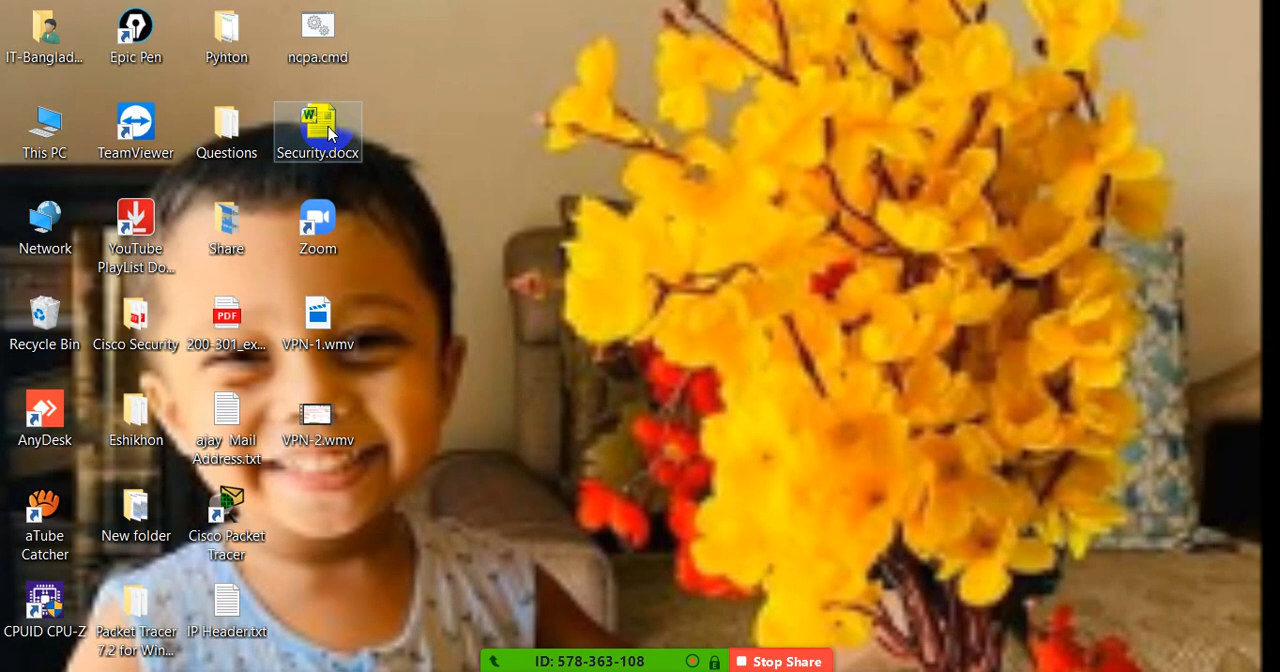 IT-Banglad...
Epic Pen
Pyhton
ncpa.cmd
This PC
TeamViewer
Questions
W
Security.docx
Network
YouTube
PlayList Do...
Share
Zoom
Recycle Bin
Cisco Security
PDF
200-301_ex...
VPN-1.wmv
AnyDesk
Eshikhon
ajay_Mail
Address.txt
VPN-2.wmv
aTube
Catcher
New folder
Cisco Packet
Tracer
CPUID CPU-Z
Packet Tracer
7.2 for Win...
IP Header.txt
ID: 578-363-108
Stop Share